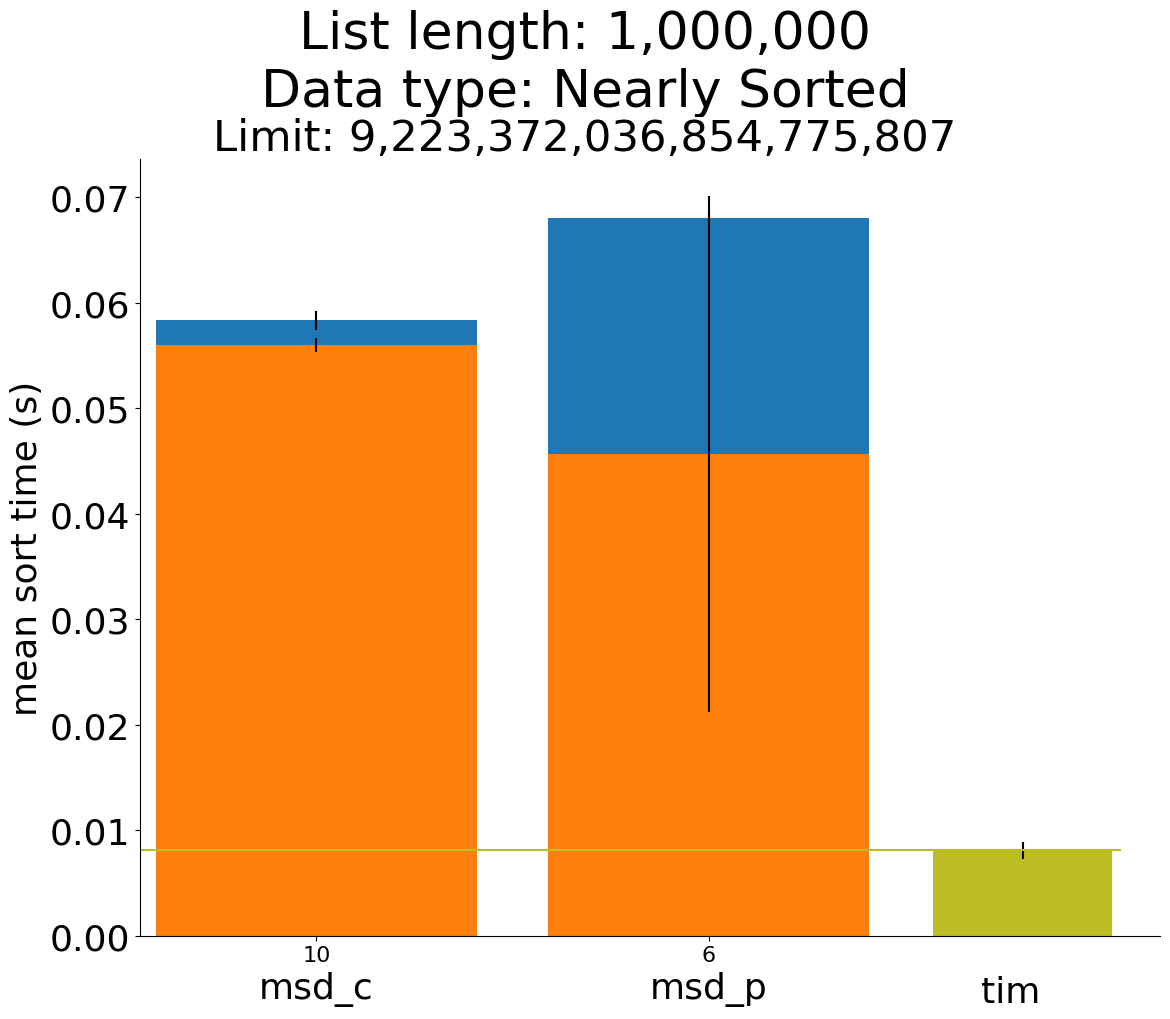 List length: 1,000,000
Data type: Nearly Sorted
Limit: 9,223,372,036,854,775,807
mean sort time (s)
0.07
0.06
0.05
0.04
0.03
0.02
0.01
0.00
10
6
msd_c
msd_p
tim